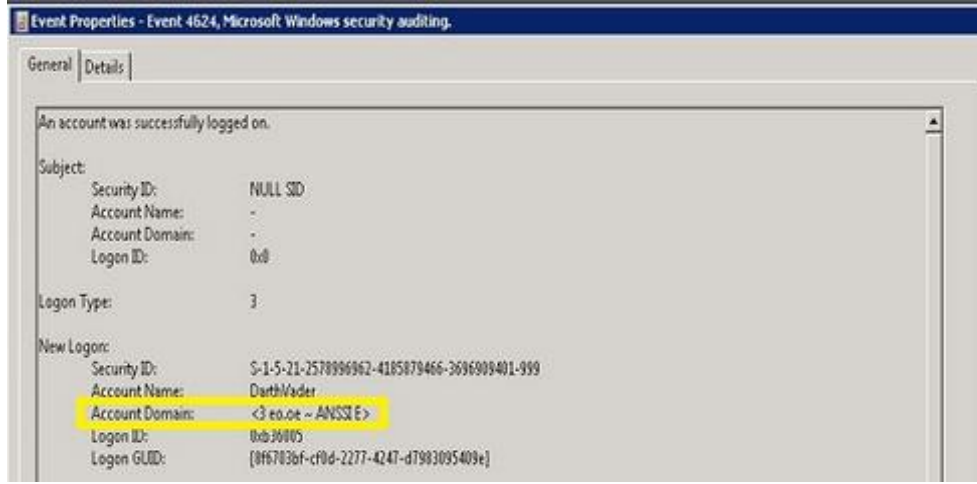 Event Properties - Event 4624, Microsoft Windows security auditing.
General Details
An account was successfully logged on.
Subject:
Security ID: NULL SID
Account Name: -
Account Domain: -
Logon ID: 0x0
Logon Type: 3
New Logon:
Security ID: S-1-5-21-2578996962-4185879466-3696909401-999
Account Name: DarthVader
Account Domain: <3 eo.oe ~ ANSSI E>
Logon ID: 0xb36005
Logon GUID: {8f6703bf-cf0d-2277-4247-d7983095409e}